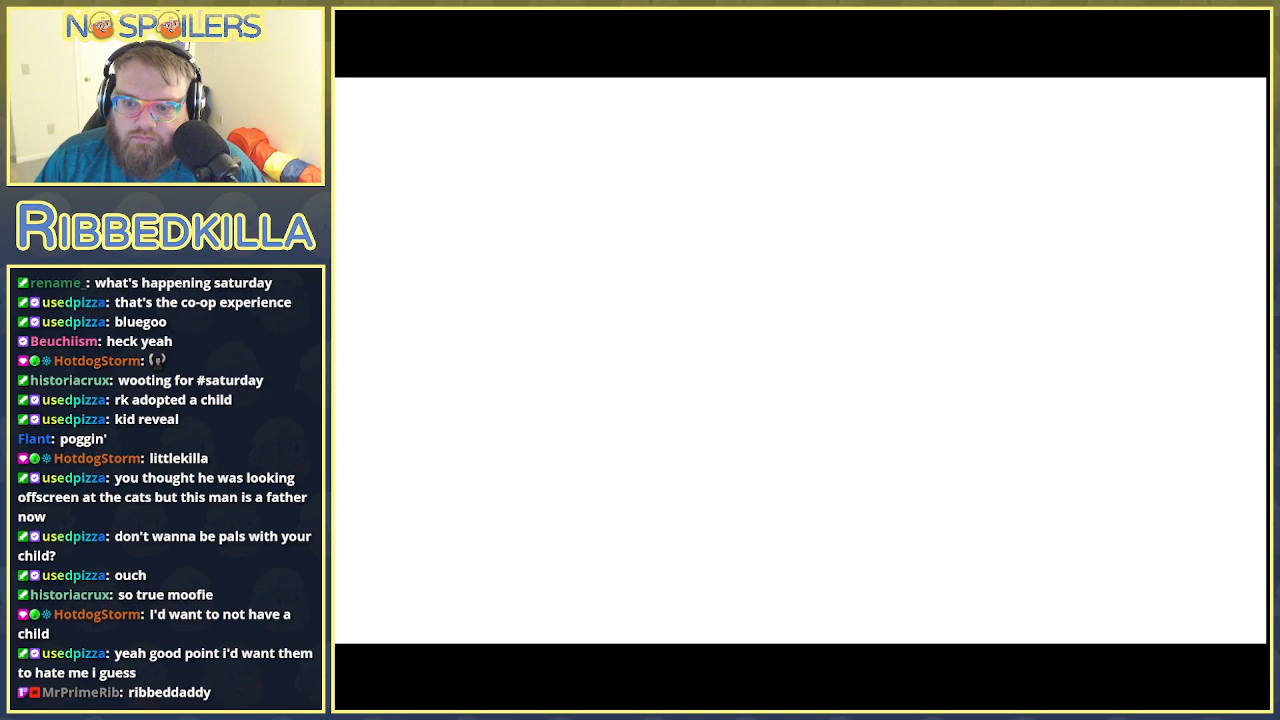 NO SPOILERS
RIBBEDKILLA
rename_: what's happening saturday
usedpizza: that's the co-op experience
usedpizza: bluegoo
Beuchiism: heck yeah
HotdogStorm:
historiacrux: wooting for #saturday
usedpizza: rk adopted a child
usedpizza: kid reveal
Flant: poggin'
HotdogStorm: littlekilla
usedpizza: you thought he was looking
offscreen at the cats but this man is a father
now
usedpizza: don't wanna be pals with your
child?
usedpizza: ouch
historiacrux: so true moofie
HotdogStorm: I'd want to not have a
child
usedpizza: yeah good point i'd want them
to hate me i guess
MrPrimeRib: ribbeddaddy